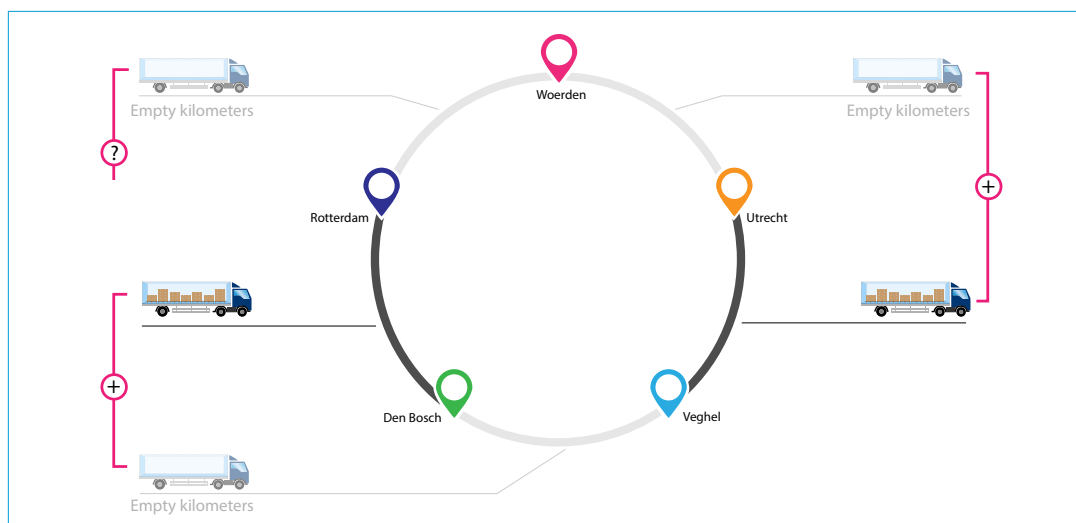 Empty kilometers
Woerden
Empty kilometers
?
Rotterdam
Utrecht
+
+
Den Bosch
Veghel
Empty kilometers